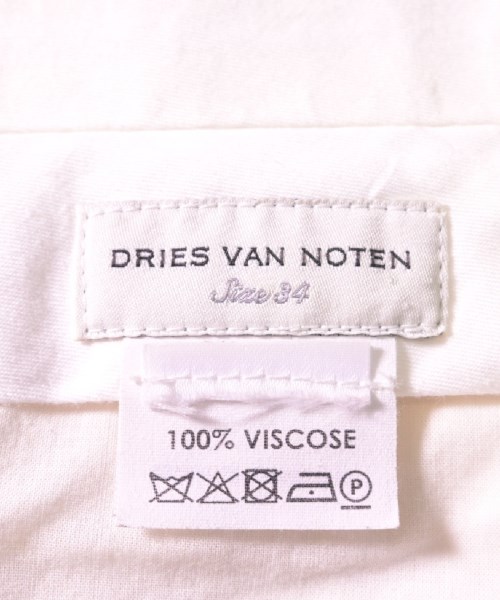 DRIES VAN NOTEN
Size 34
100% VISCOSE
P